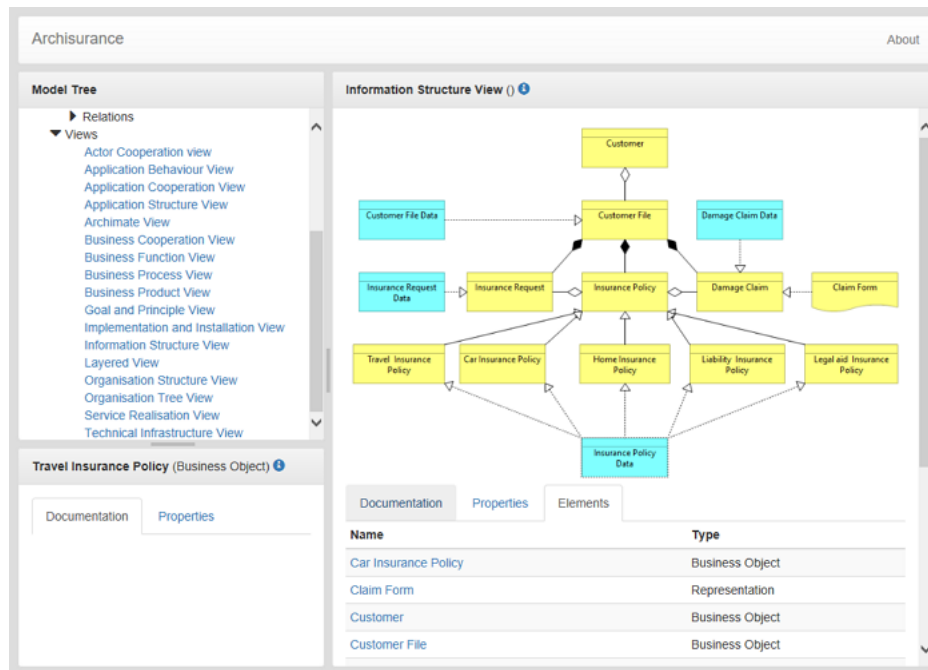 Archisurance
About
Model Tree
Relations
Views
Actor Cooperation view
Application Behaviour View
Application Cooperation View
Application Structure View
Archimate View
Business Cooperation View
Business Function View
Business Process View
Business Product View
Goal and Principle View
Implementation and Installation View
Information Structure View
Layered View
Organisation Structure View
Organisation Tree View
Service Realisation View
Technical Infrastructure View
Travel Insurance Policy (Business Object)
Documentation Properties
Information Structure View ()
Customer
Customer File Data
Customer File
Damage Claim Data
Insurance Request
Data
Insurance Request
Insurance Policy
Damage Claim
Claim Form
Travel Insurance
Policy
Car Insurance Policy
Home Insurance
Policy
Liability Insurance
Policy
Legal aid Insurance
Policy
Insurance Policy
Data
Documentation Properties Elements
Name Type
Car Insurance Policy Business Object
Claim Form Representation
Customer Business Object
Customer File Business Object